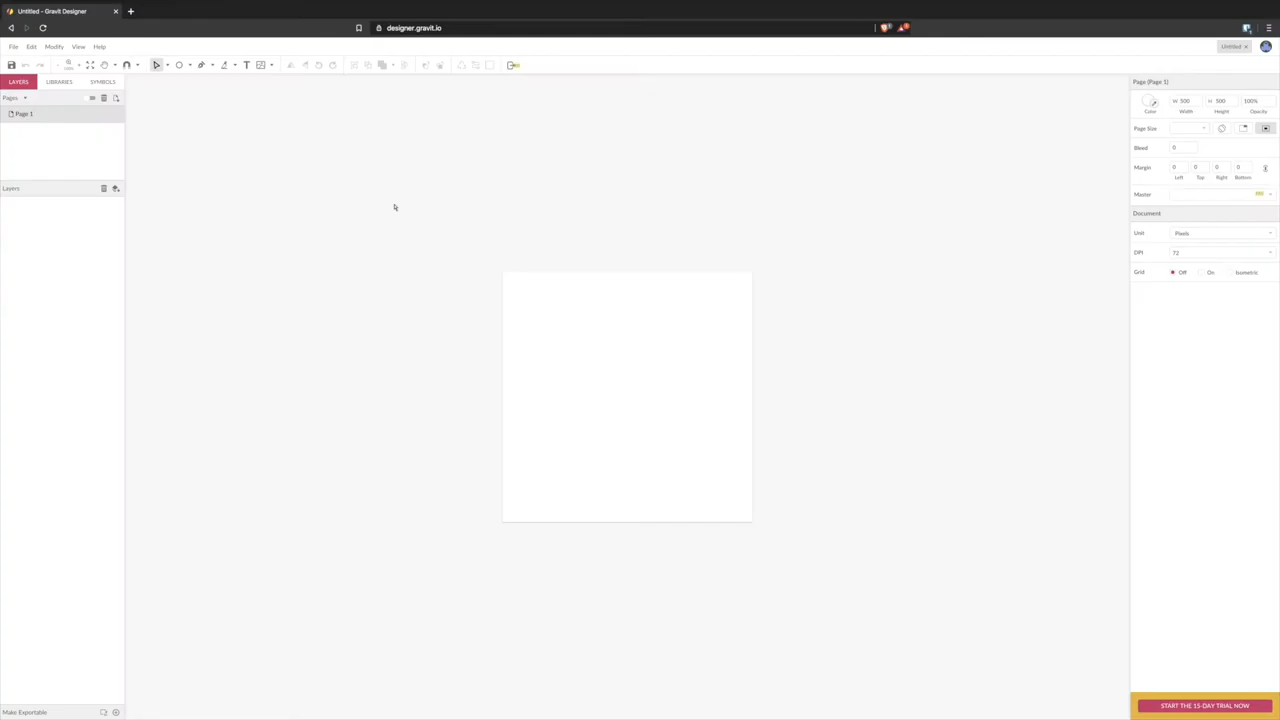 Untitled - Gravit Designer
designer.gravit.io
File Edit Modify View Help
Untitled
LAYERS LIBRARIES SYMBOLS
Pages
Page 1
Layers
Make Exportable
Page (Page 1)
W 500 H 500 100%
Color Width Height Opacity
Page Size
Bleed 0
Margin 0 0 0 0
Left Top Right Bottom
Master
Document
Unit Pixels
DPI 72
Grid Off On Isometric
START THE 15-DAY TRIAL NOW